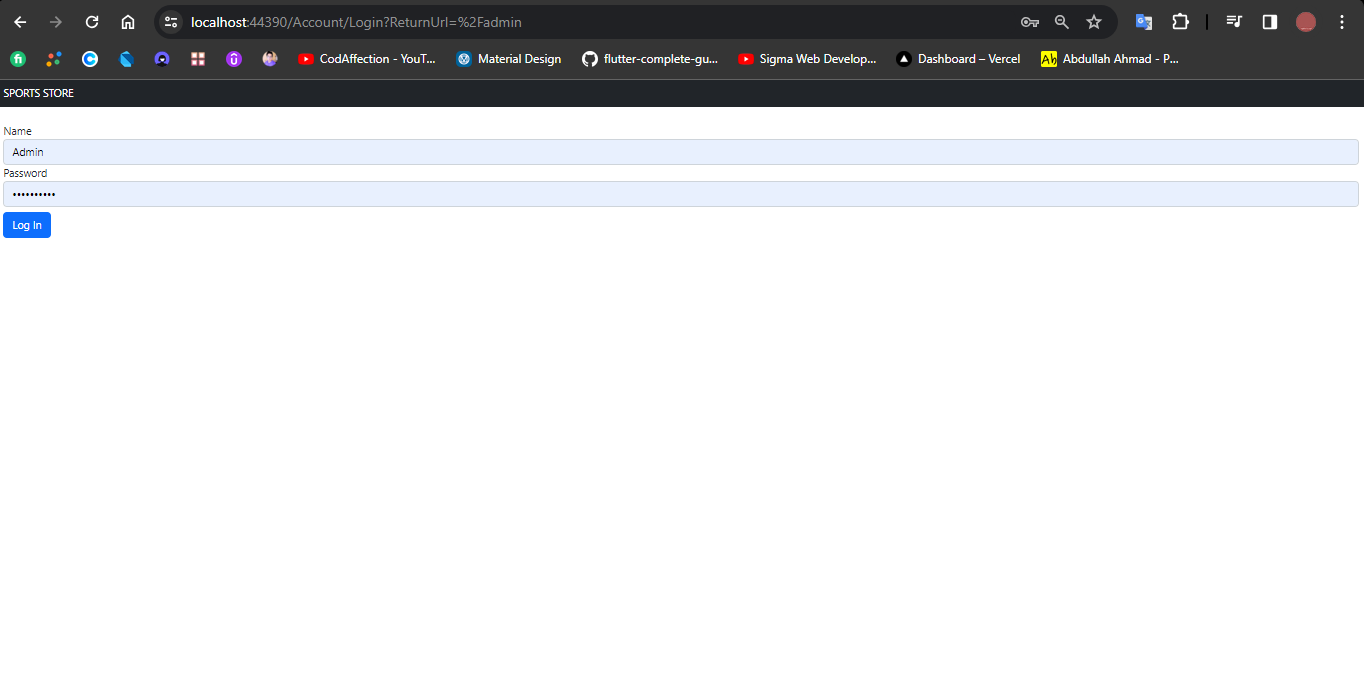 localhost:44390/Account/Login?ReturnUrl=%2Fadmin
CodAffection - YouT... Material Design flutter-complete-gu... Sigma Web Develop... Dashboard – Vercel Abdullah Ahmad - P...
SPORTS STORE
Name
Admin
Password
••••••••••
Log In